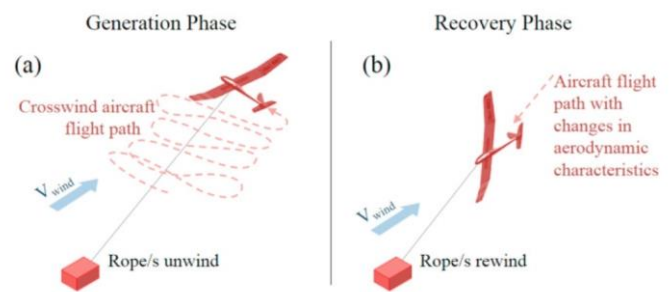 Generation Phase
Recovery Phase
(a)
Crosswind aircraft
flight path
V wind
Rope/s unwind
(b)
Aircraft flight
path with
changes in
aerodynamic
characteristics
V wind
Rope/s rewind